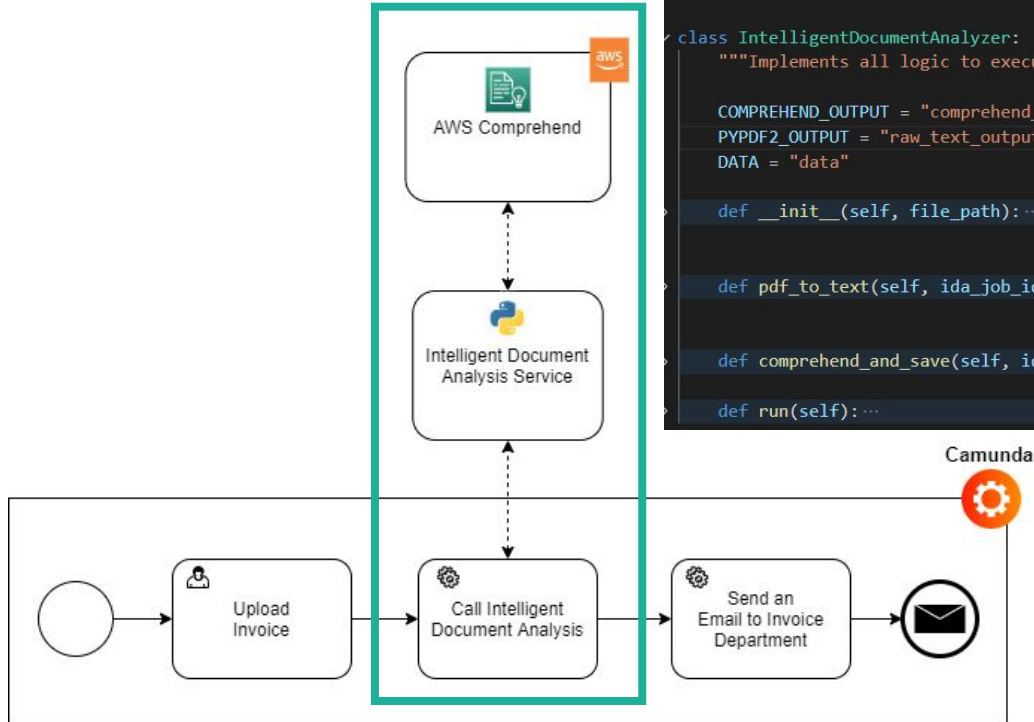 aws
AWS Comprehend
Intelligent Document
Analysis Service
class IntelligentDocumentAnalyzer:
"""Implements all logic to execu
COMPREHEND_OUTPUT = "comprehend_
PYPDF2_OUTPUT = "raw_text_output
DATA = "data"
def __init__(self, file_path):...
def pdf_to_text(self, ida_job_i
def comprehend_and_save(self, i
def run(self):...
Camunda
Upload
Invoice
Call Intelligent
Document Analysis
Send an
Email to Invoice
Department